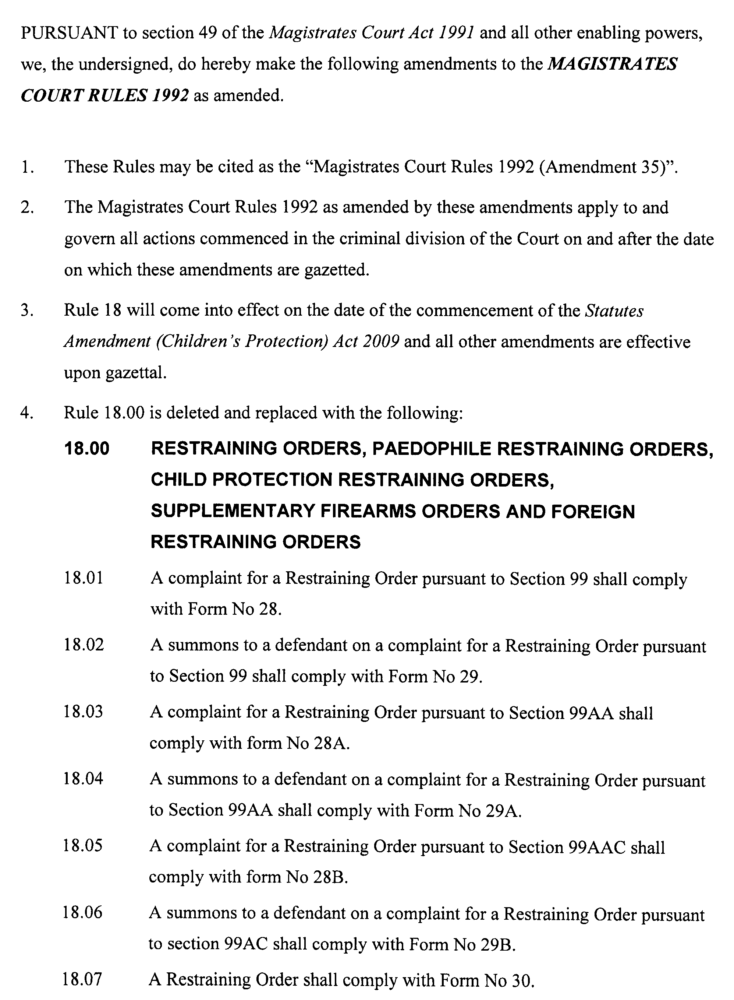 PURSUANT to section 49 of the Magistrates Court Act 1991 and all other enabling powers,
we, the undersigned, do hereby make the following amendments to the MAGISTRATES
COURT RULES 1992 as amended.
1. These Rules may be cited as the “Magistrates Court Rules 1992 (Amendment 35)”.
2. The Magistrates Court Rules 1992 as amended by these amendments apply to and
govern all actions commenced in the criminal division of the Court on and after the date
on which these amendments are gazetted.
3. Rule 18 will come into effect on the date of the commencement of the Statutes
Amendment (Children’s Protection) Act 2009 and all other amendments are effective
upon gazettal.
4. Rule 18.00 is deleted and replaced with the following:
18.00 RESTRAINING ORDERS, PAEDOPHILE RESTRAINING ORDERS,
CHILD PROTECTION RESTRAINING ORDERS,
SUPPLEMENTARY FIREARMS ORDERS AND FOREIGN
RESTRAINING ORDERS
18.01 A complaint for a Restraining Order pursuant to Section 99 shall comply
with Form No 28.
18.02 A summons to a defendant on a complaint for a Restraining Order pursuant
to Section 99 shall comply with Form No 29.
18.03 A complaint for a Restraining Order pursuant to Section 99AA shall
comply with form No 28A.
18.04 A summons to a defendant on a complaint for a Restraining Order pursuant
to Section 99AA shall comply with Form No 29A.
18.05 A complaint for a Restraining Order pursuant to Section 99AAC shall
comply with form No 28B.
18.06 A summons to a defendant on a complaint for a Restraining Order pursuant
to section 99AC shall comply with Form No 29B.
18.07 A Restraining Order shall comply with Form No 30.